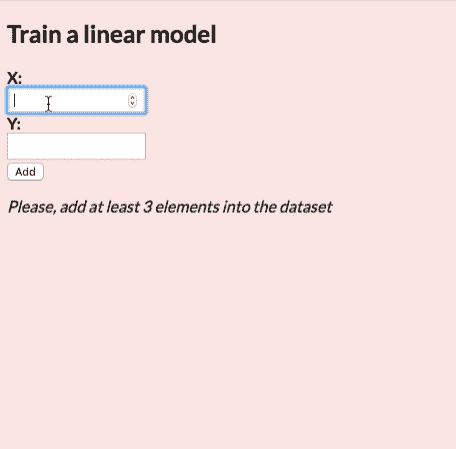 Train a linear model
X:
Y:
Add
Please, add at least 3 elements into the dataset